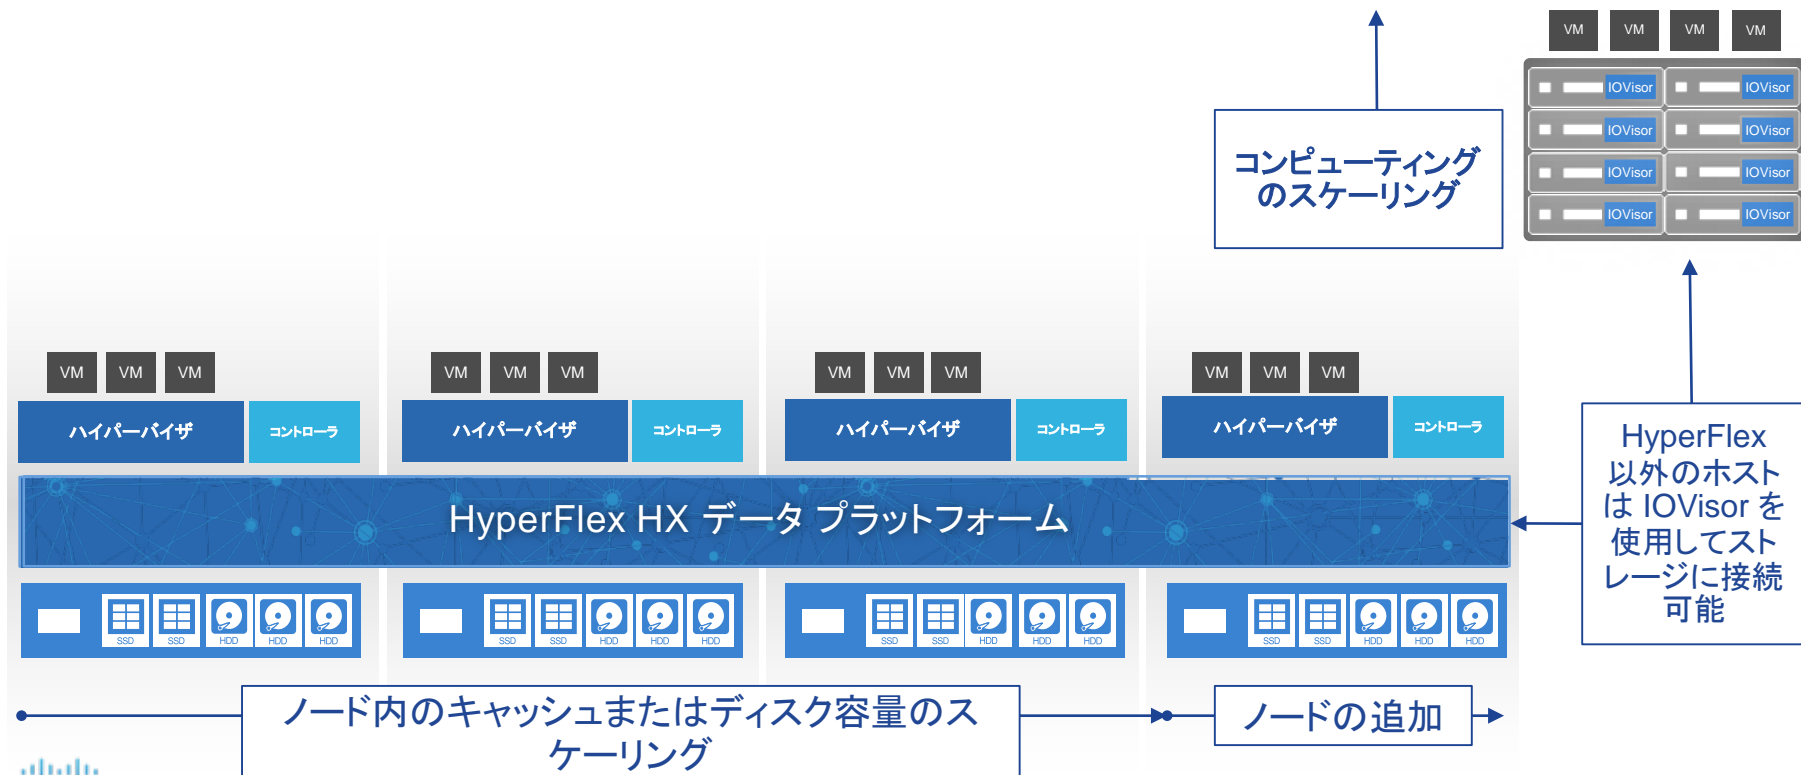 VM VM VM VM
IOVisor IOVisor
IOVisor IOVisor
IOVisor IOVisor
IOVisor IOVisor
コンピューティング
のスケーリング
VM VM VM
VM VM VM
VM VM VM
VM VM VM
ハイパーバイザ コントローラ
ハイパーバイザ コントローラ
ハイパーバイザ コントローラ
ハイパーバイザ コントローラ
HyperFlex HX データ プラットフォーム
HyperFlex
以外のホスト
は IOVisor を
使用してスト
レージに接続
可能
SSD SSD HDD HDD HDD
SSD SSD HDD HDD HDD
SSD SSD HDD HDD HDD
SSD SSD HDD HDD HDD
ノード内のキャッシュまたはディスク容量のス
ケーリング
ノードの追加